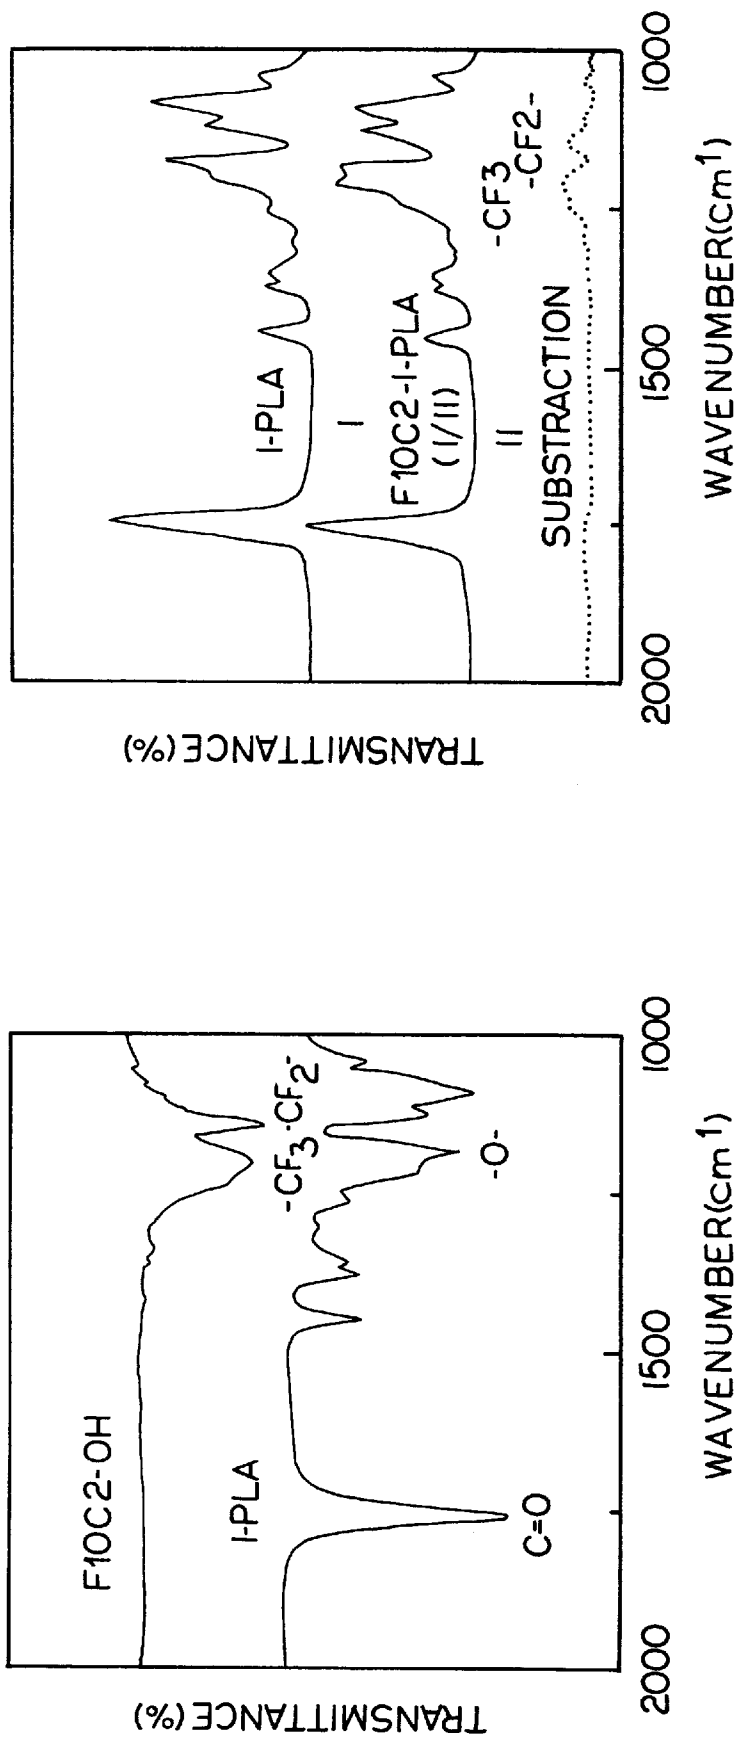 TRANSMITTANCE (%)
F10C2-OH
l-PLA
-CF3 -CF2-
C=O
-O-
2000
1500
1000
WAVENUMBER(cm-1)
TRANSMITTANCE (%)
l-PLA
I
F10C2-l-PLA
(I/II)
II
SUBSTRACTION
-CF3
-CF2-
2000
1500
1000
WAVENUMBER(cm-1)